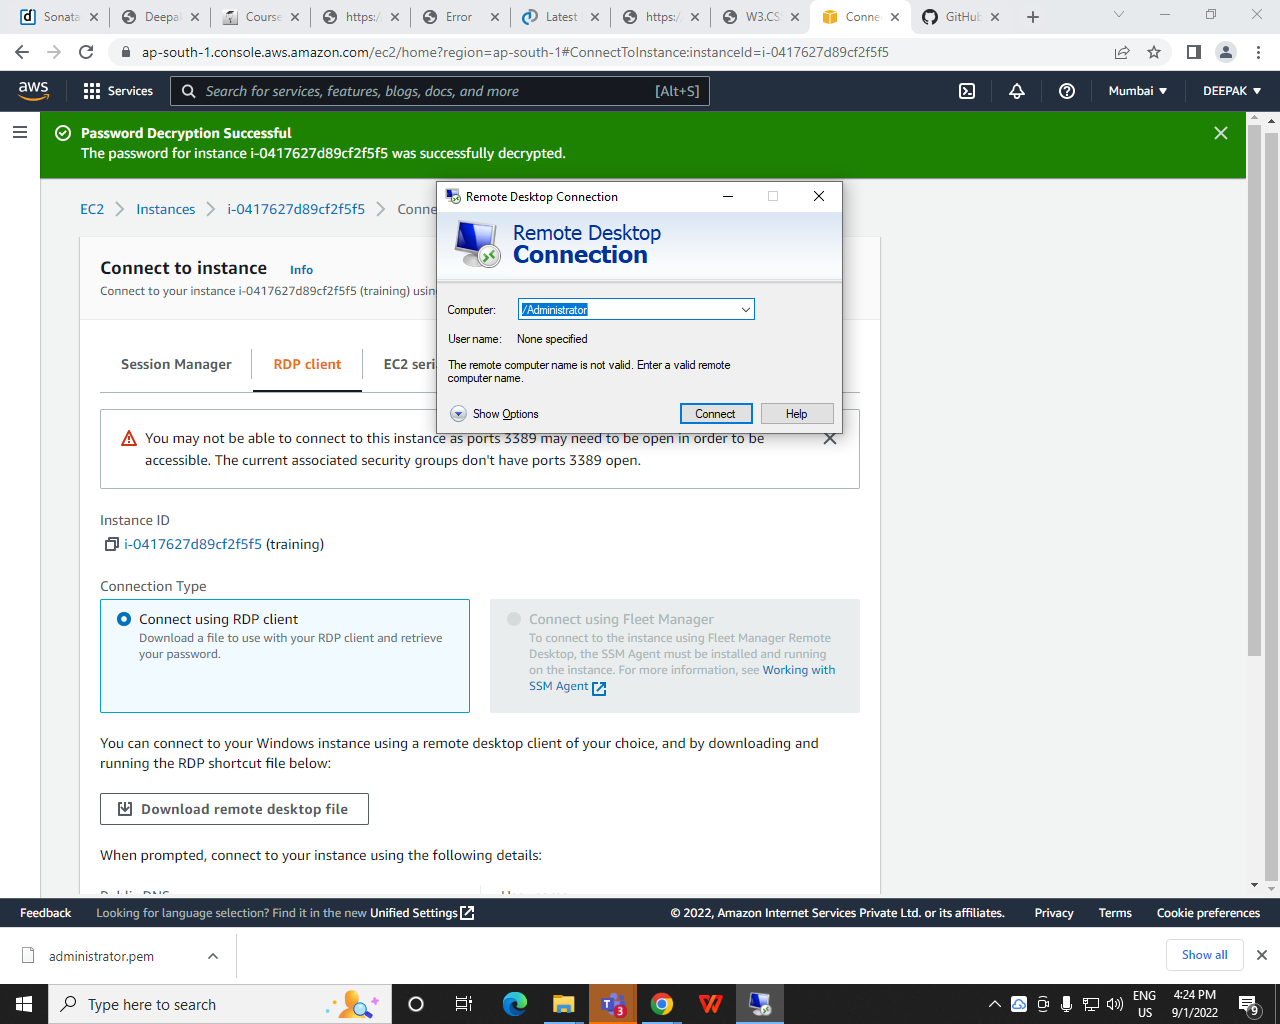 Sonata
Deepal
Course
https:/
Error
Latest
https:/
W3.CS
Conne
GitHub
ap-south-1.console.aws.amazon.com/ec2/home?region=ap-south-1#ConnectToInstance:instanceId=i-0417627d89cf2f5f5
aws
Services
Search for services, features, blogs, docs, and more
[Alt+S]
Mumbai
DEEPAK
Password Decryption Successful
The password for instance i-0417627d89cf2f5f5 was successfully decrypted.
EC2
Instances
i-0417627d89cf2f5f5
Conne
Remote Desktop Connection
Remote Desktop
Connection
Computer:
/Administrator
User name:
None specified
The remote computer name is not valid. Enter a valid remote
computer name.
Show Options
Connect
Help
Connect to instance
Info
Connect to your instance i-0417627d89cf2f5f5 (training) usin
Session Manager
RDP client
EC2 seri
You may not be able to connect to this instance as ports 3389 may need to be open in order to be
accessible. The current associated security groups don't have ports 3389 open.
Instance ID
i-0417627d89cf2f5f5 (training)
Connection Type
Connect using RDP client
Download a file to use with your RDP client and retrieve
your password.
Connect using Fleet Manager
To connect to the instance using Fleet Manager Remote
Desktop, the SSM Agent must be installed and running
on the instance. For more information, see Working with
SSM Agent
You can connect to your Windows instance using a remote desktop client of your choice, and by downloading and
running the RDP shortcut file below:
Download remote desktop file
When prompted, connect to your instance using the following details:
Public DNS
User name
Feedback
Looking for language selection? Find it in the new Unified Settings
© 2022, Amazon Internet Services Private Ltd. or its affiliates.
Privacy
Terms
Cookie preferences
administrator.pem
Show all
Type here to search
3
ENG
US
4:24 PM
9/1/2022
9